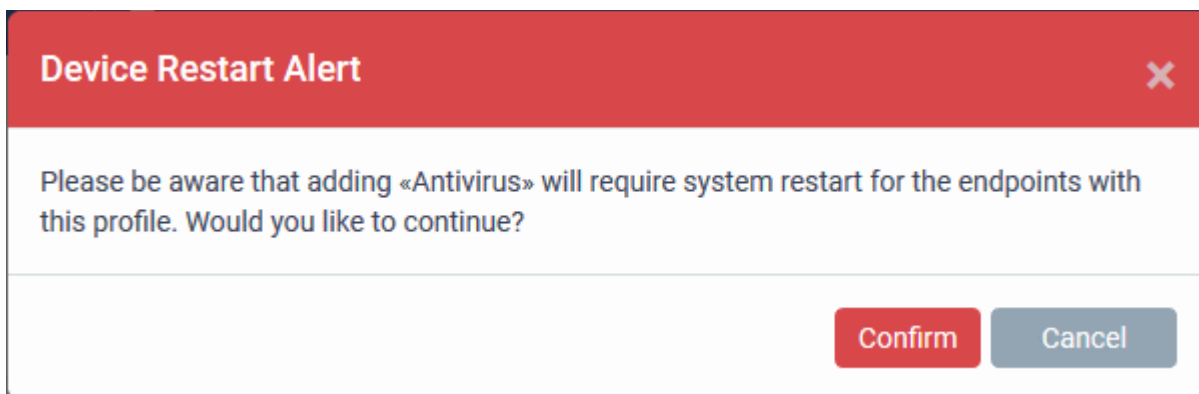 Device Restart Alert
Please be aware that adding «Antivirus» will require system restart for the endpoints with
this profile. Would you like to continue?
Confirm
Cancel